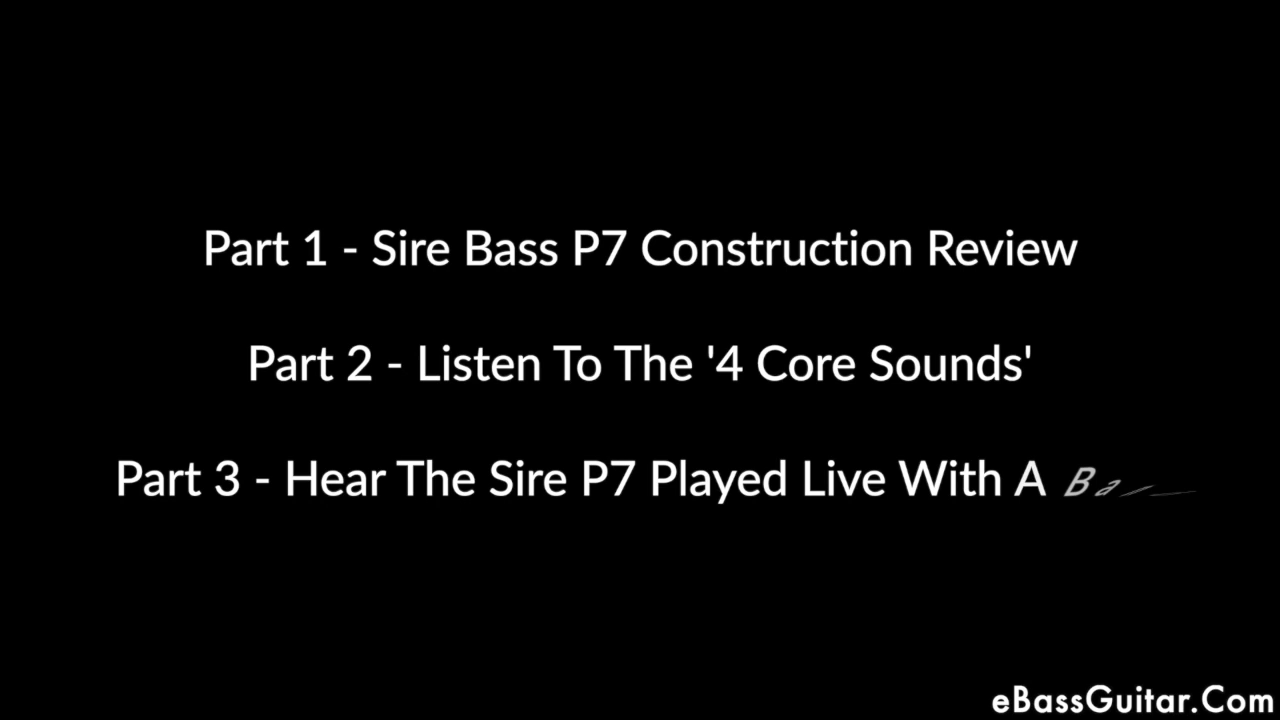 Part 1 - Sire Bass P7 Construction Review
Part 2 - Listen To The '4 Core Sounds'
Part 3 - Hear The Sire P7 Played Live With A
eBassGuitar.Com